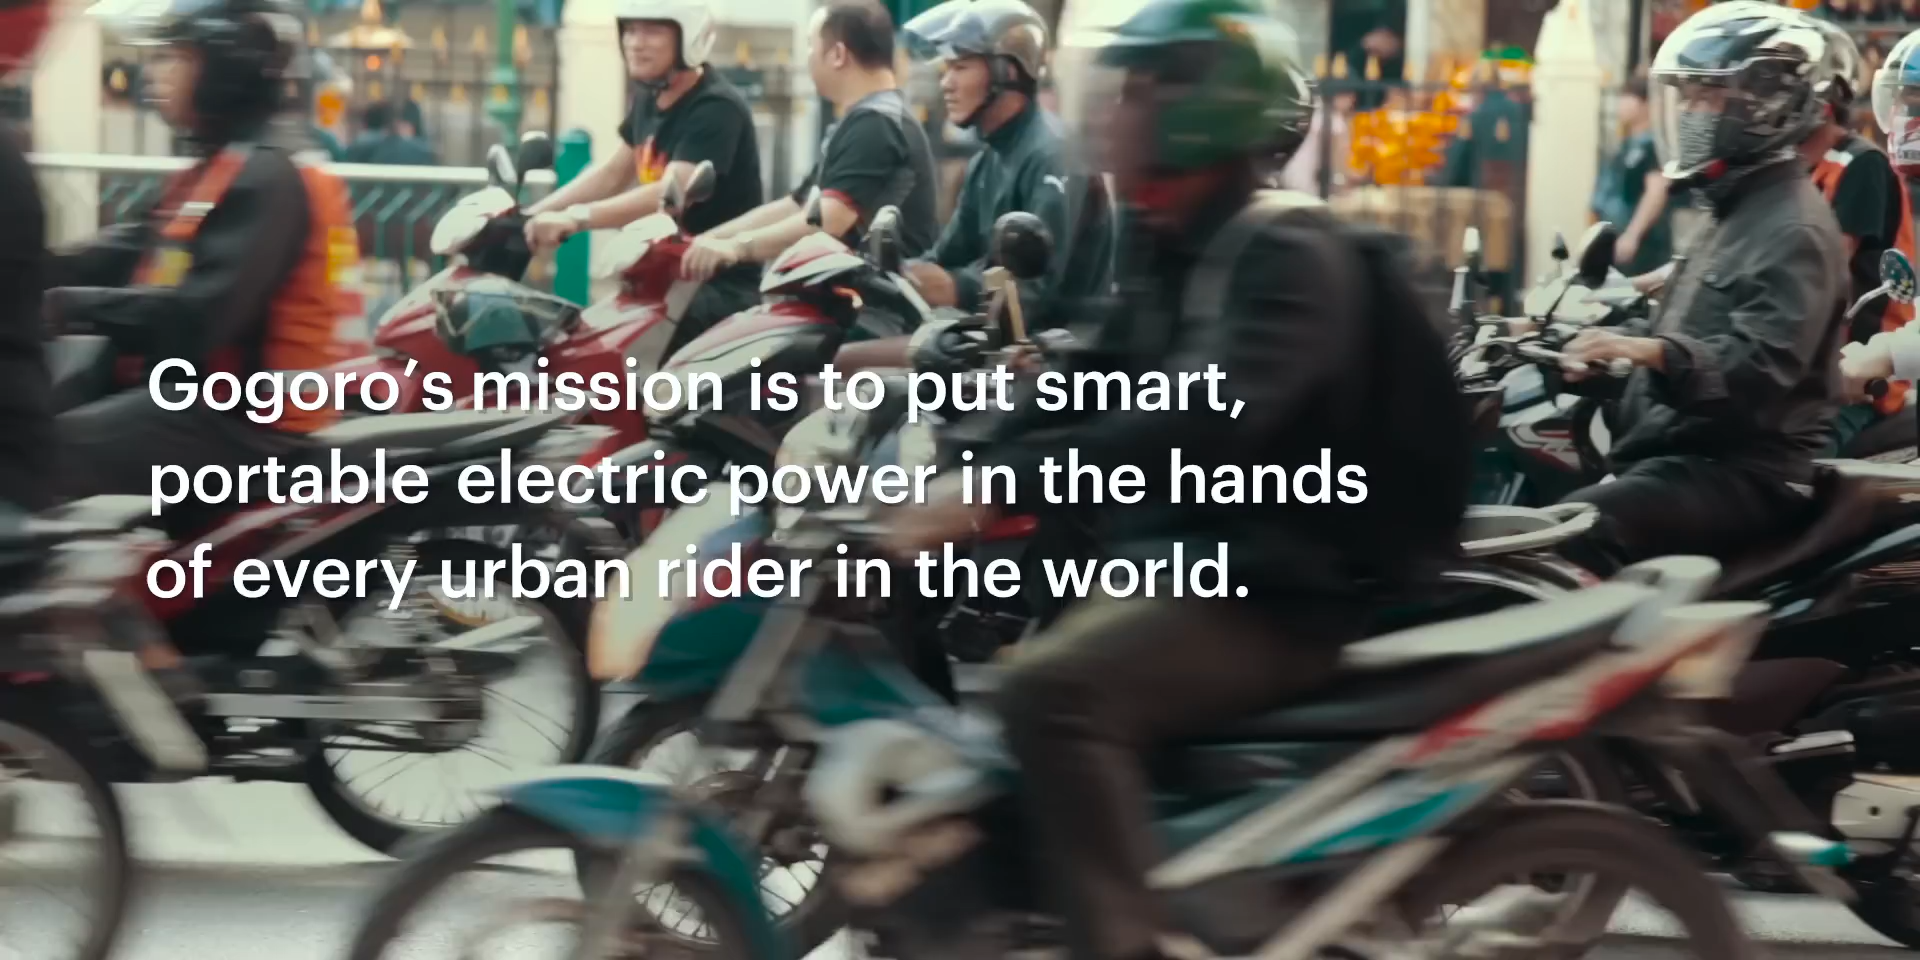 Gogoro’s mission is to put smart,
portable electric power in the hands
of every urban rider in the world.